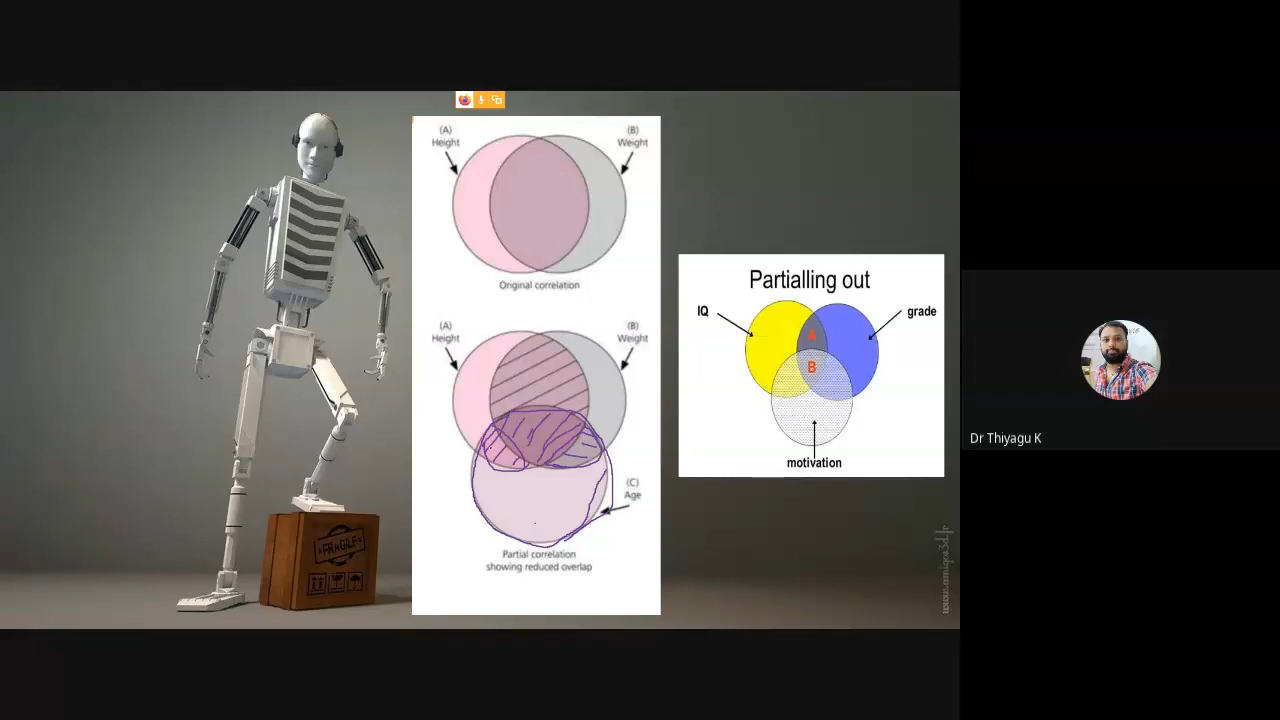 (A)
Height
(B)
Weight
Original correlation
(A)
Height
(B)
Weight
(C)
Age
Partial correlation
showing reduced overlap
Partialling out
IQ
grade
A
B
motivation
FRAGILE
Dr Thiyagu K